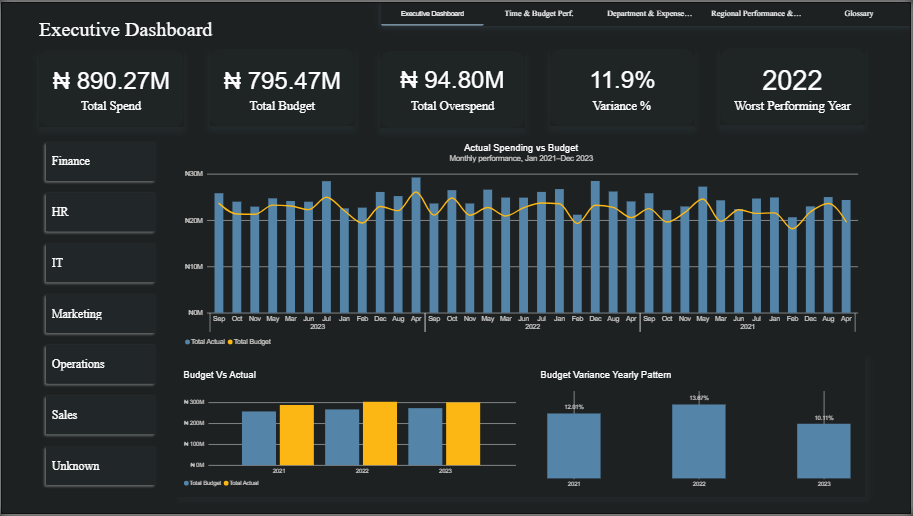 Executive Dashboard
Executive Dashboard Time & Budget Perf. Department & Expense... Regional Performance &... Glossary
₦ 890.27M
Total Spend
₦ 795.47M
Total Budget
₦ 94.80M
Total Overspend
11.9%
Variance %
2022
Worst Performing Year
Finance
HR
IT
Marketing
Operations
Sales
Unknown
Actual Spending vs Budget
Monthly performance, Jan 2021–Dec 2023
₦30M
₦20M
₦10M
₦0M
Sep Oct Nov May Mar Jun Jul Jan Feb Dec Aug Apr Sep Oct Nov May Mar Jun Jul Jan Feb Dec Aug Apr Sep Oct Feb Nov May Mar Jun Jul Jan Feb Dec Aug Apr
2023 2022 2021
Total Actual Total Budget
Budget Vs Actual
₦ 300M
₦ 200M
₦ 100M
₦ 0M
2021 2022 2023
Total Budget Total Actual
Budget Variance Yearly Pattern
12.01%
13.67%
10.11%
2021 2022 2023